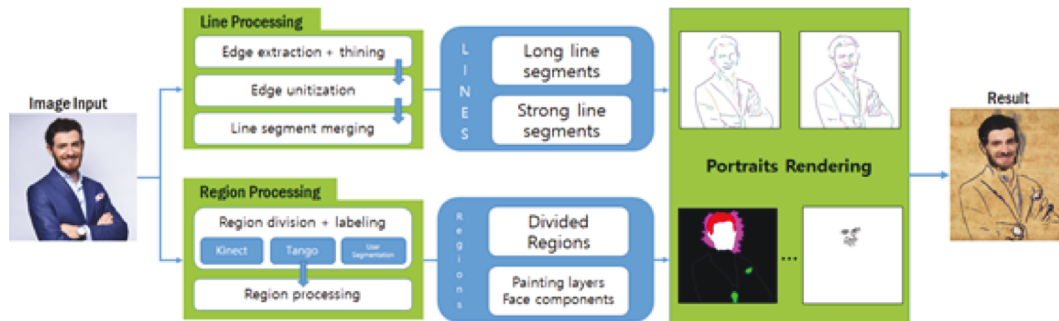 Image Input
Line Processing
Edge extraction + thining
Edge unitization
Line segment merging
LINES
Long line
segments
Strong line
segments
Region Processing
Region division + labeling
Kinect
Tango
User
Segmentation
Region processing
Regions
Divided
Regions
Painting layers
Face components
Portraits Rendering
...
Result